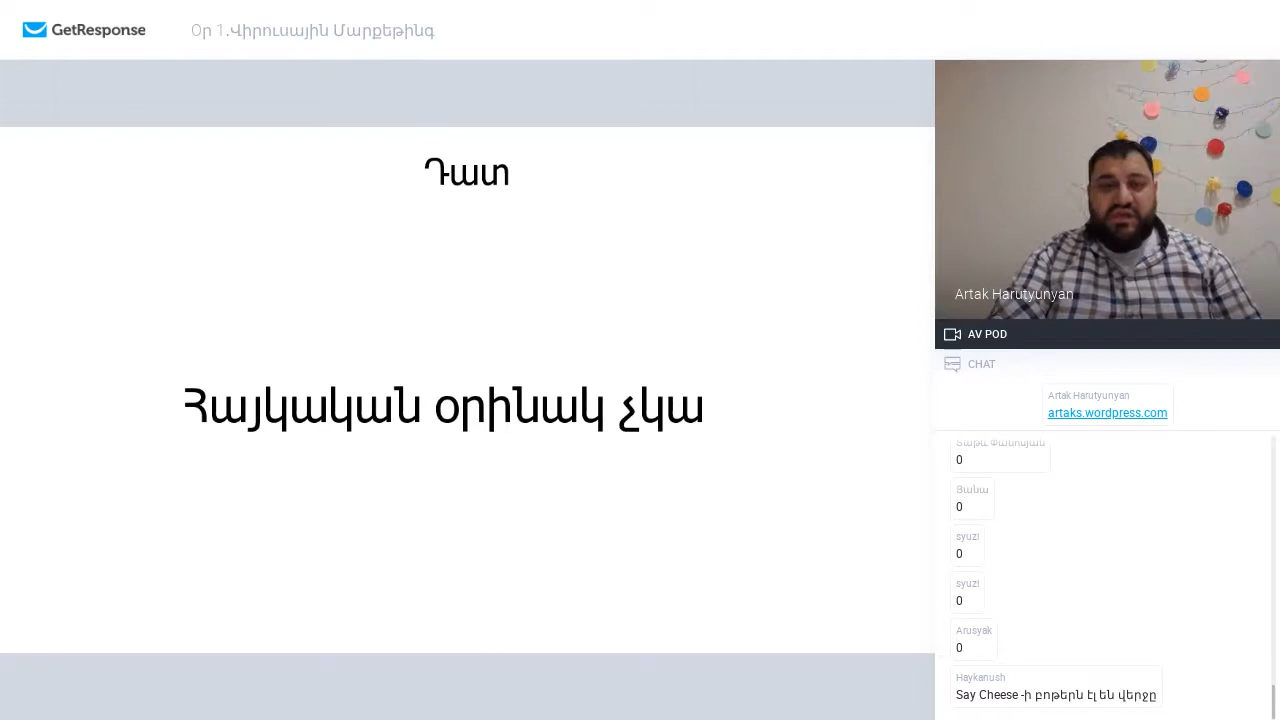 GetResponse
Օր 1.Վիրուսային Մարքեթինգ
Դատ
Հայկական օրինակ չկա
Artak Harutyunyan
AV POD
CHAT
Artak Harutyunyan
artaks.wordpress.com
0
Յանա
0
syuzi
0
syuzi
0
Arusyak
0
Haykanush
Say Cheese -ի բոթերն էլ են վերջը